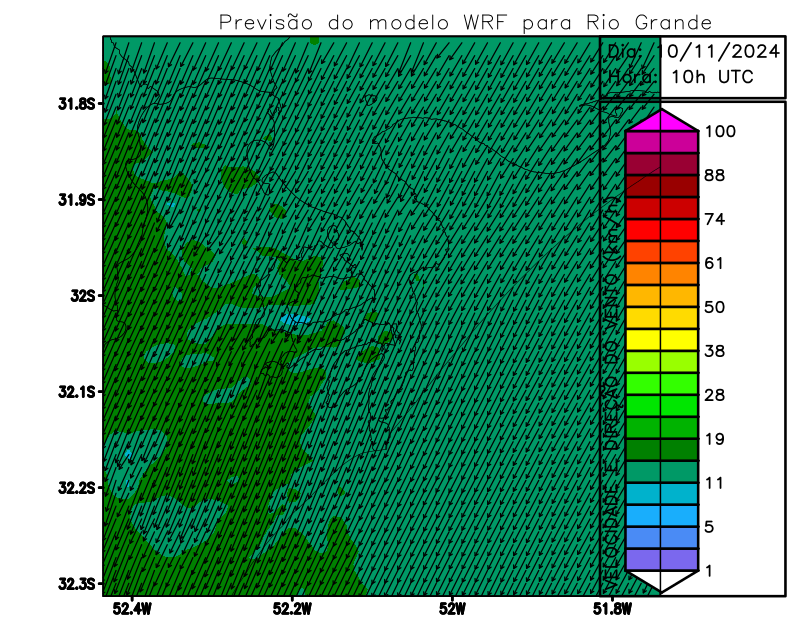 Previsão do modelo WRF para Rio Grande
Dia: 10/11/2024
Hora: 10h UTC
VELOCIDADE E DIREÇÃO DO VENTO (km/h)
100
88
74
61
50
38
28
19
11
5
1
31.8S
31.9S
32S
32.1S
32.2S
32.3S
52.4W
52.2W
52W
51.8W